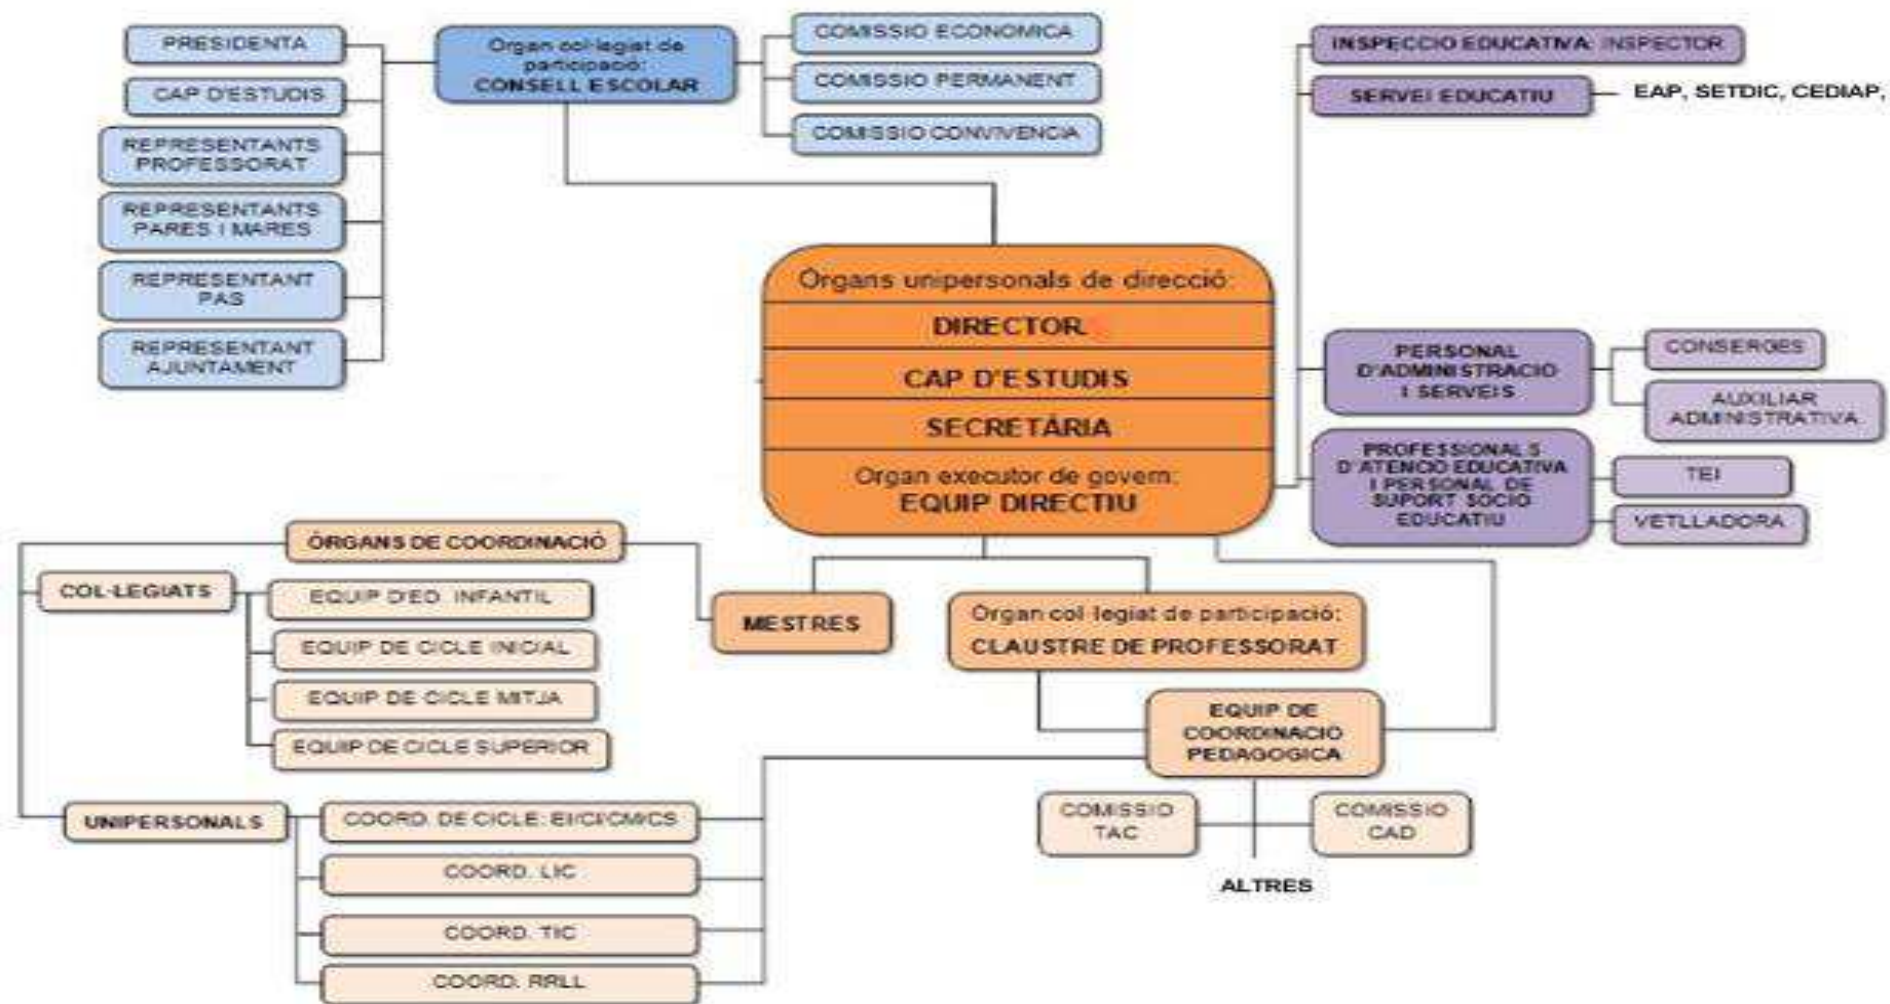 PRESIDENTA
CAP D'ESTUDIS
REPRESENTANTS
PROFESSORAT
REPRESENTANTS
PARES I MARES
REPRESENTANT
PAS
REPRESENTANT
AJUNTAMENT
Organ col·legiat de
participació:
CONSELL ESCOLAR
COMISSIO ECONOMICA
COMISSIO PERMANENT
COMISSIO CONVIVENCIA
INSPECCIO EDUCATIVA: INSPECTOR
SERVEI EDUCATIU
EAP, SETDIC, CEDIAP,
Òrgans unipersonals de direcció:
DIRECTOR
CAP D'ESTUDIS
SECRETÀRIA
Organ executor de govern:
EQUIP DIRECTIU
PERSONAL
D'ADMINISTRACIO
I SERVEIS
CONSERGES
AUXILIAR
ADMINISTRATIVA
PROFESSIONALS
D'ATENCIO EDUCATIVA
I PERSONAL DE
SUPORT SOCIO
EDUCATIU
TEI
VETLLADORA
ÒRGANS DE COORDINACIÓ
COL·LEGIATS
EQUIP D'ED. INFANTIL
EQUIP DE CICLE INICIAL
EQUIP DE CICLE MITJA
EQUIP DE CICLE SUPERIOR
MESTRES
Organ col·legiat de participació:
CLAUSTRE DE PROFESSORAT
EQUIP DE
COORDINACIO
PEDAGOGICA
UNIPERSONALS
COORD. DE CICLE: EI/CI/CM/CS
COORD. LIC
COORD. TIC
COORD. RRLL
COMISSIO
TAC
COMISSIO
CAD
ALTRES